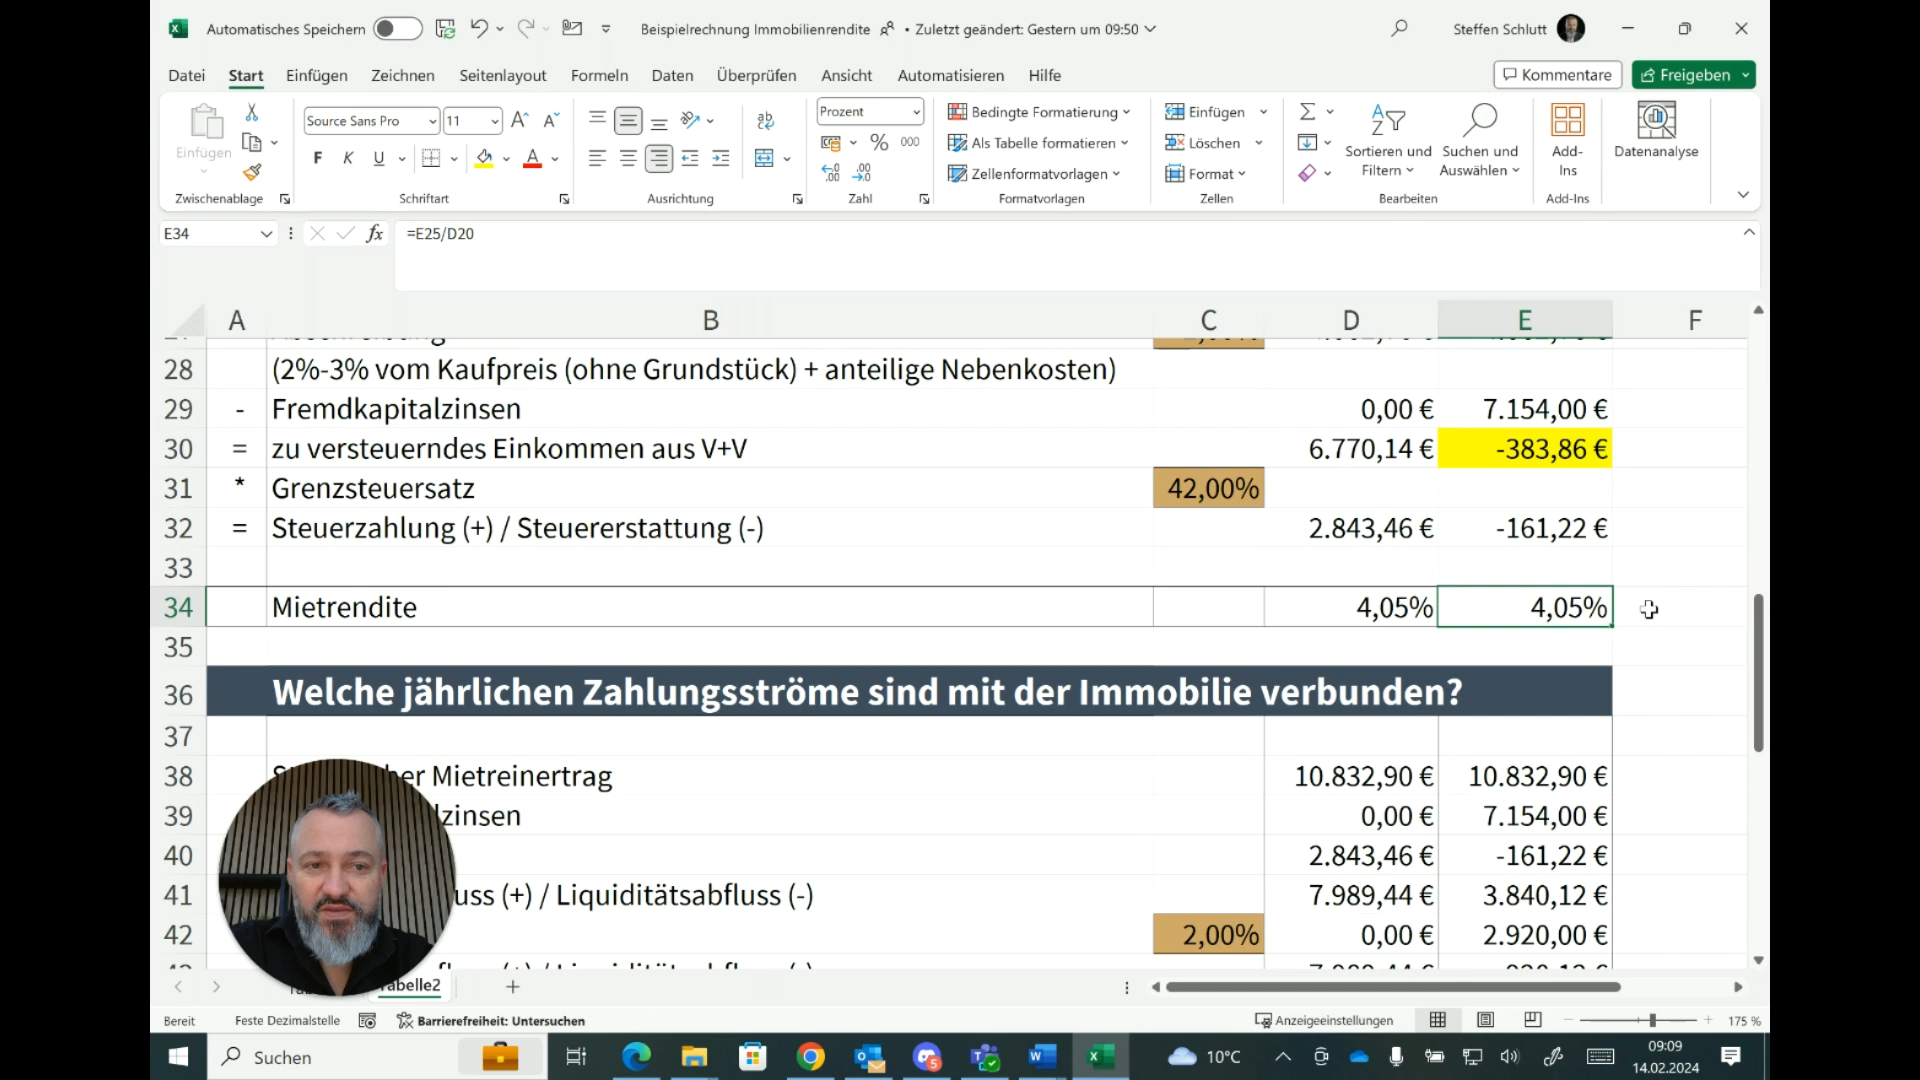 Automatisches Speichern
Beispielrechnung Immobilienrendite • Zuletzt geändert: Gestern um 09:50
Steffen Schlutt
Datei Start Einfügen Zeichnen Seitenlayout Formeln Daten Überprüfen Ansicht Automatisieren Hilfe
Kommentare Freigeben
Einfügen
Zwischenablage
Source Sans Pro 11
F K U
Schriftart
Ausrichtung
Prozent
% 000
Zahl
Bedingte Formatierung
Als Tabelle formatieren
Zellenformatvorlagen
Formatvorlagen
Einfügen
Löschen
Format
Zellen
Sortieren und Filtern
Suchen und Auswählen
Bearbeiten
Add-Ins
Add-Ins
Datenanalyse
E34 fx =E25/D20
A B C D E F
28 (2%-3% vom Kaufpreis (ohne Grundstück) + anteilige Nebenkosten)
29 - Fremdkapitalzinsen 0,00 € 7.154,00 €
30 = zu versteuerndes Einkommen aus V+V 6.770,14 € -383,86 €
31 * Grenzsteuersatz 42,00%
32 = Steuerzahlung (+) / Steuererstattung (-) 2.843,46 € -161,22 €
33
34 Mietrendite 4,05% 4,05%
35
36 Welche jährlichen Zahlungsströme sind mit der Immobilie verbunden?
37
38 Mietreinertrag 10.832,90 € 10.832,90 €
39 lzinsen 0,00 € 7.154,00 €
40 2.843,46 € -161,22 €
41 uss (+) / Liquiditätsabfluss (-) 7.989,44 € 3.840,12 €
42 2,00% 0,00 € 2.920,00 €
Tabelle2
Bereit Feste Dezimalstelle Barrierefreiheit: Untersuchen Anzeigeeinstellungen 175 %
Suchen
10°C
09:09
14.02.2024